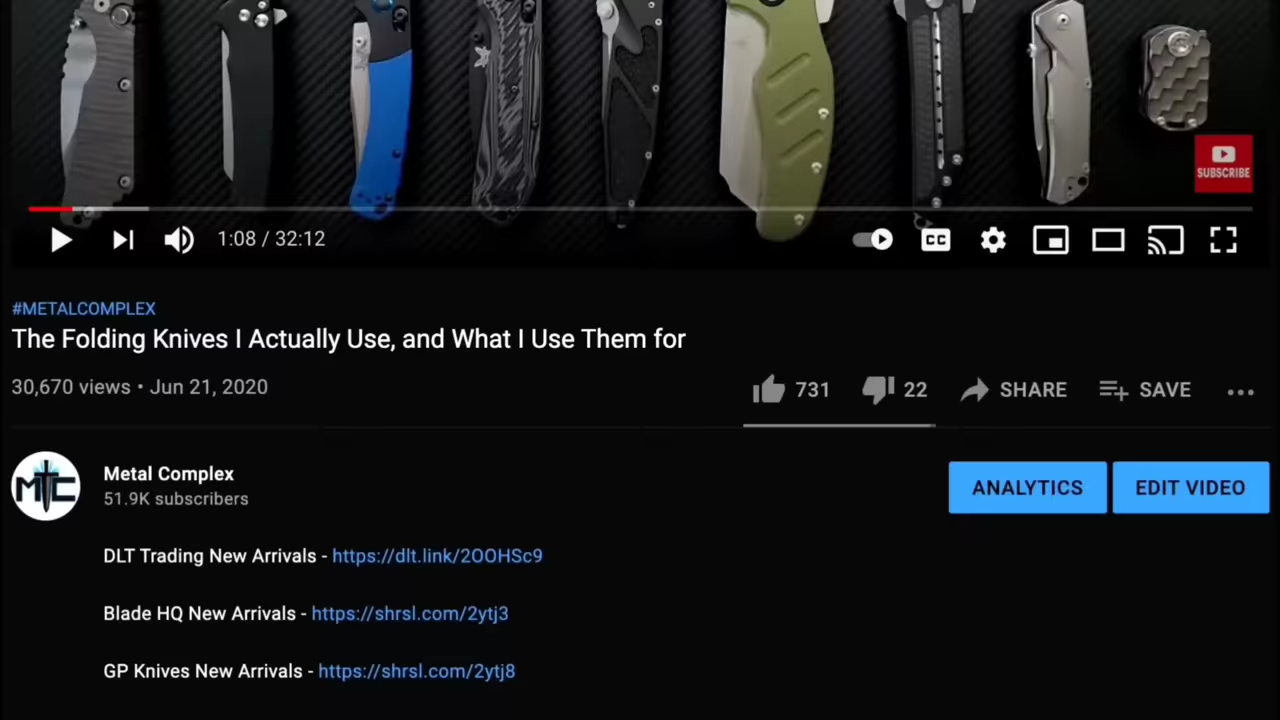 SUBSCRIBE
1:08 / 32:12
CC
#METALCOMPLEX
The Folding Knives I Actually Use, and What I Use Them for
30,670 views • Jun 21, 2020
731
22
SHARE
SAVE
MTC
Metal Complex
51.9K subscribers
ANALYTICS
EDIT VIDEO
DLT Trading New Arrivals - https://dlt.link/2OOHSc9
Blade HQ New Arrivals - https://shrsl.com/2ytj3
GP Knives New Arrivals - https://shrsl.com/2ytj8